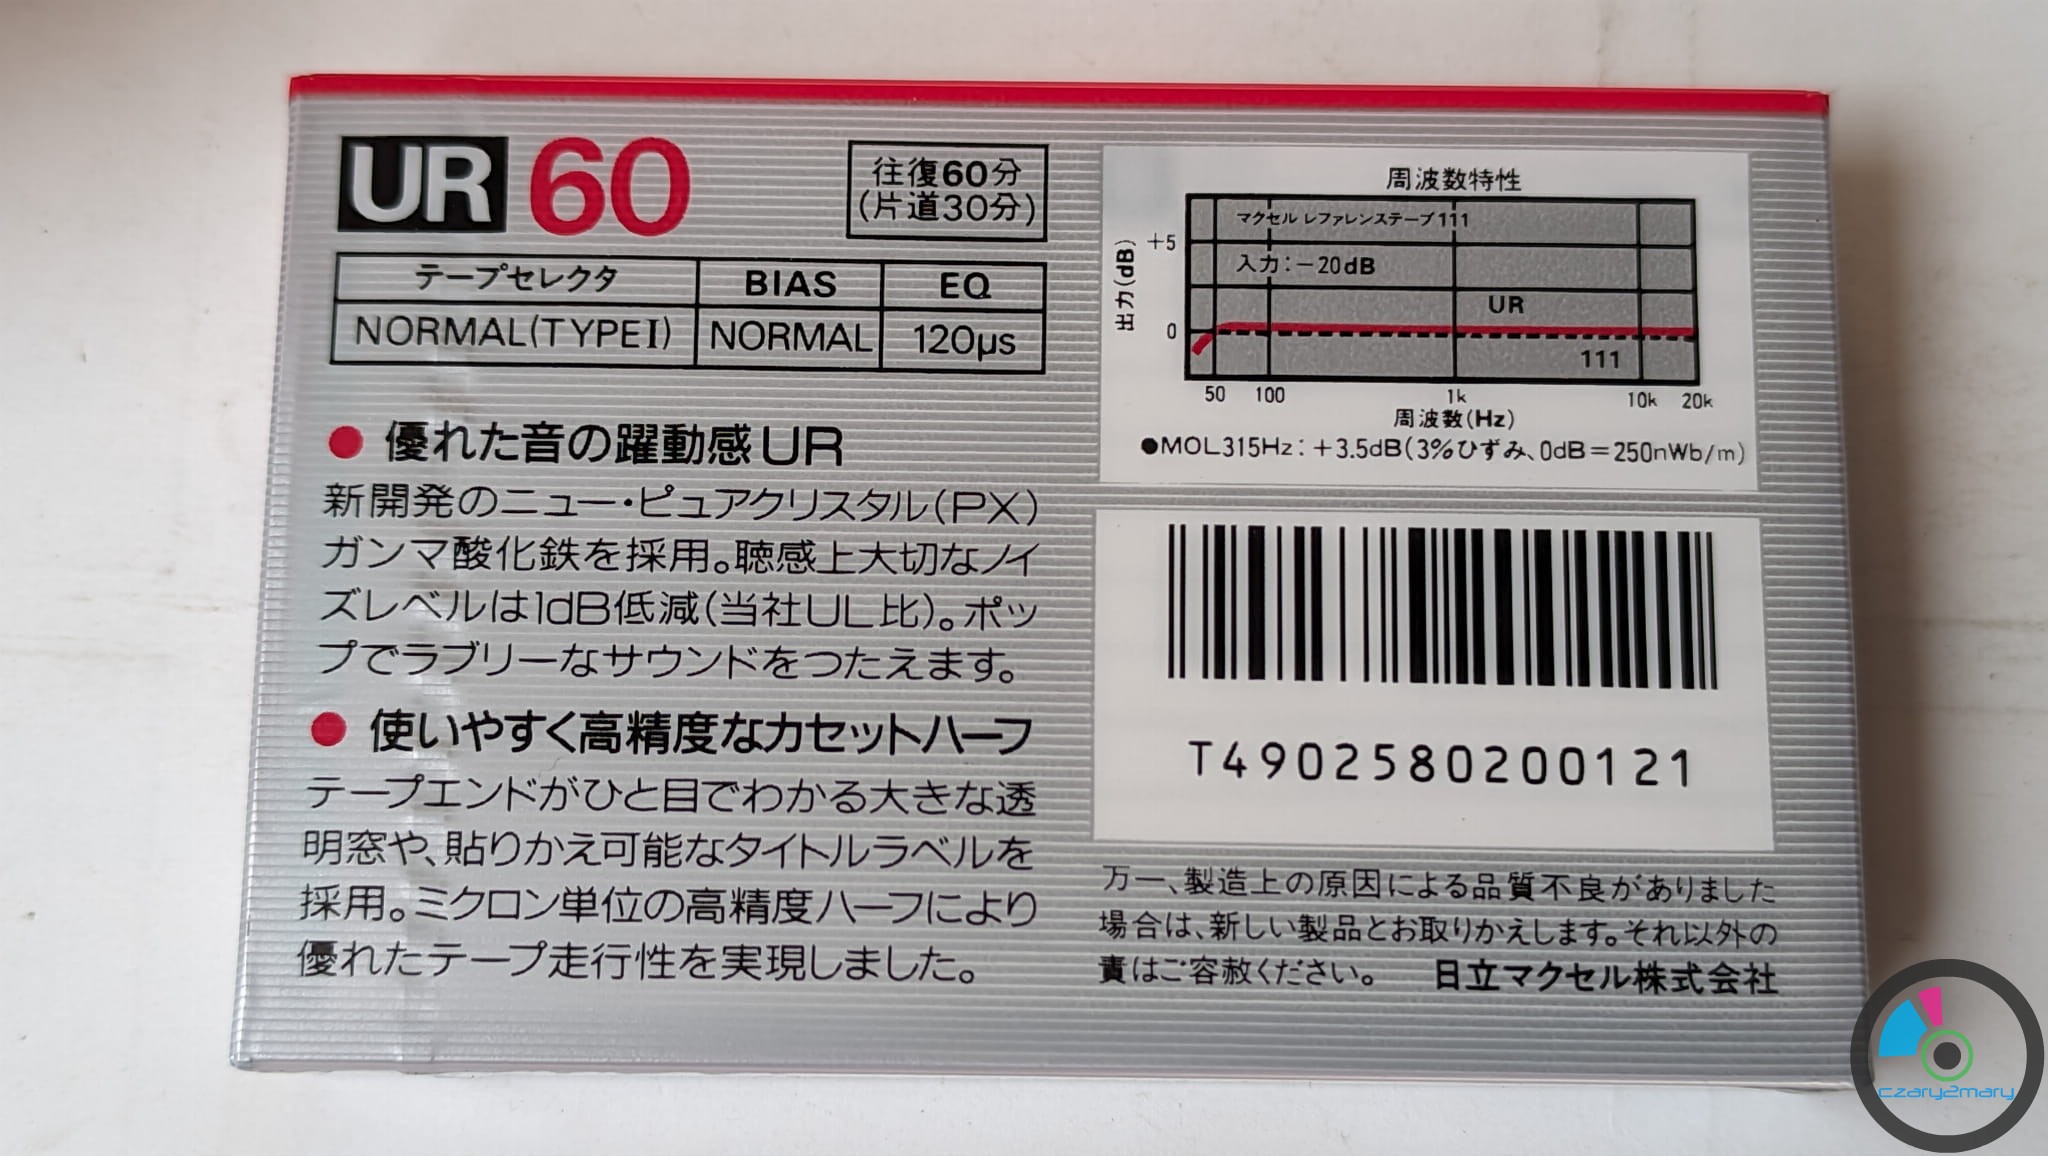 UR 60
往復60分
(片道30分)
テープセレクタ BIAS EQ
NORMAL(TYPEI) NORMAL 120μs
● 優れた音の躍動感UR
新開発のニュー・ピュアクリスタル(PX)
ガンマ酸化鉄を採用。聴感上大切なノイ
ズレベルは1dB低減(当社UL比)。ポッ
プでラブリーなサウンドをつたえます。
● 使いやすく高精度なカセットハーフ
テープエンドがひと目でわかる大きな透
明窓や、貼りかえ可能なタイトルラベルを
採用。ミクロン単位の高精度ハーフにより
優れたテープ走行性を実現しました。
周波数特性
マクセル レファレンステープ111
入力:−20dB
UR
111
出力(dB)
+5
0
50 100 1k 10k 20k
周波数(Hz)
●MOL315Hz:+3.5dB(3%ひずみ、0dB=250nWb/m)
T4902580200121
万一、製造上の原因による品質不良がありました
場合は、新しい製品とお取りかえします。それ以外の
責はご容赦ください。 日立マクセル株式会社
czary2mary